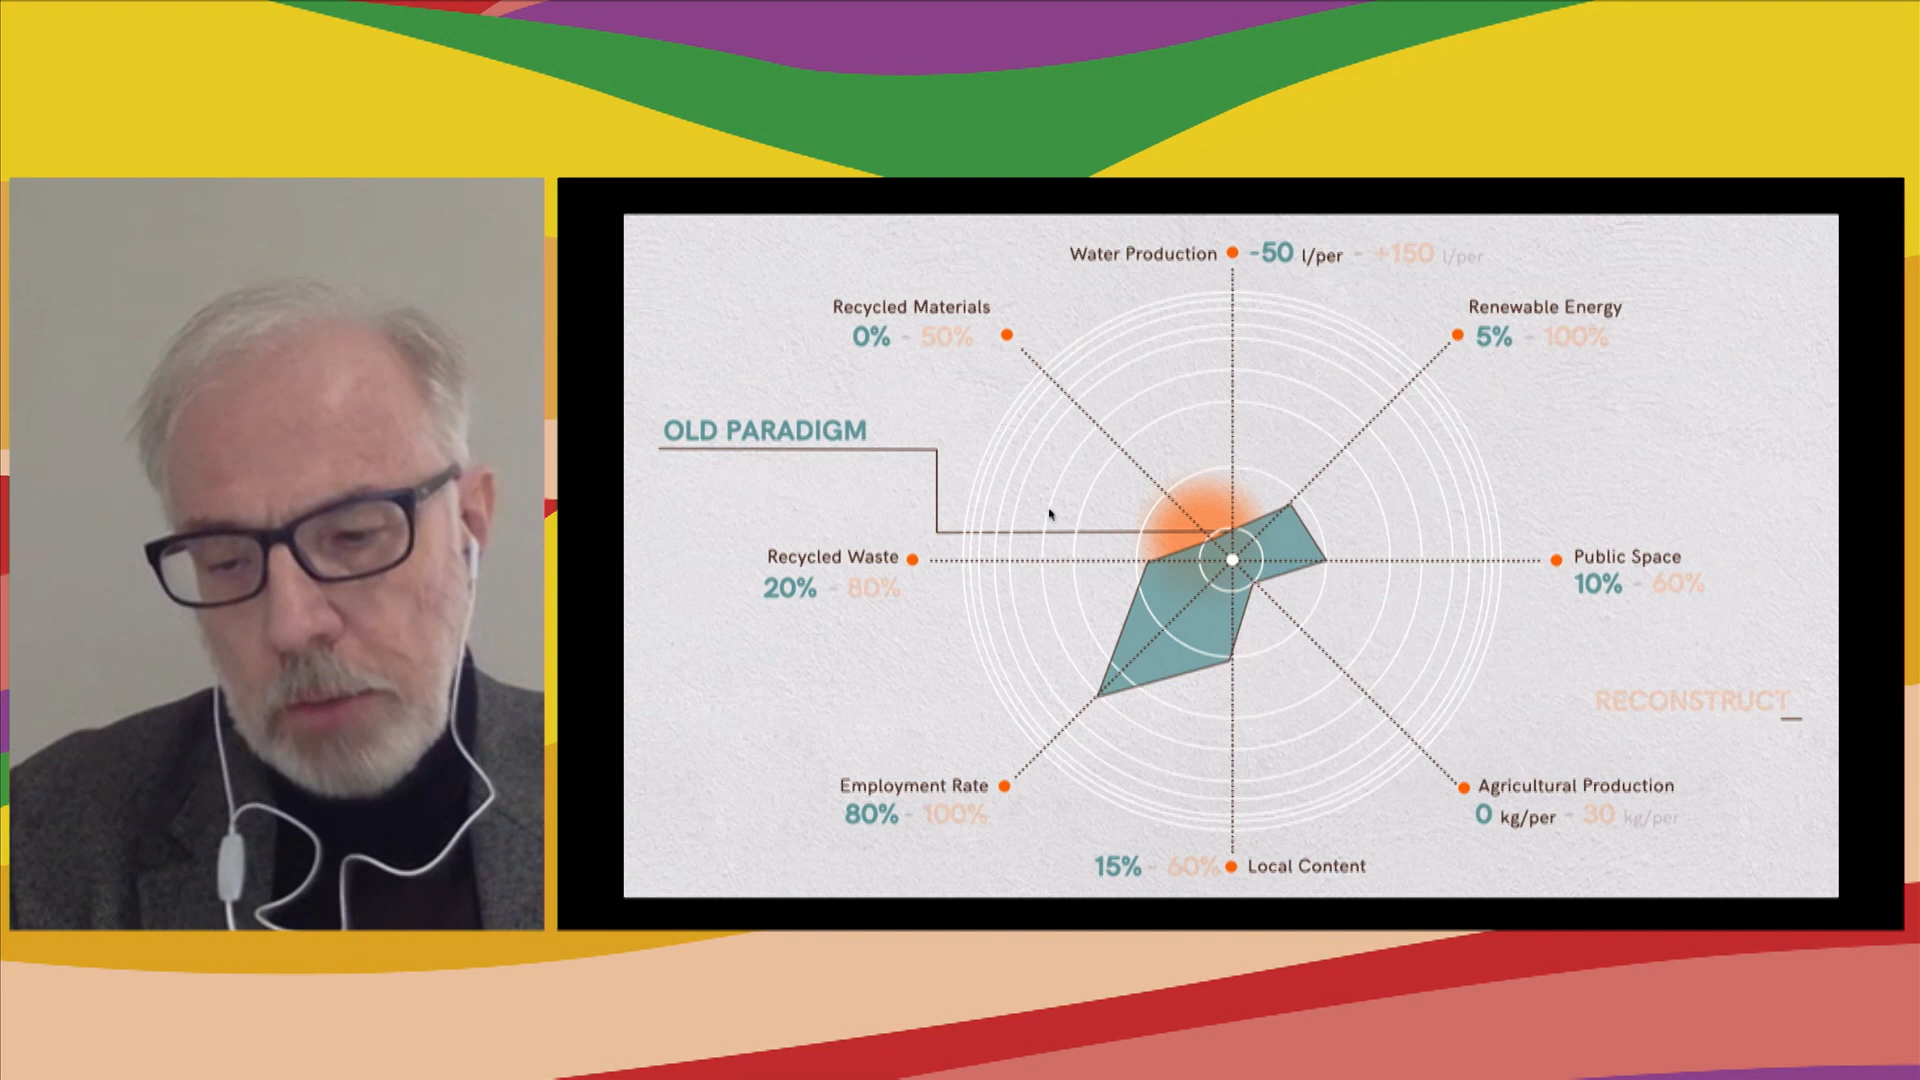 Water Production -50 l/per - +150 l/per
Recycled Materials
0% - 50%
Renewable Energy
5% - 100%
OLD PARADIGM
Recycled Waste
20% - 80%
Public Space
10% - 60%
RECONSTRUCT
Employment Rate
80% - 100%
Agricultural Production
0 kg/per - 30 kg/per
15% - 60% Local Content